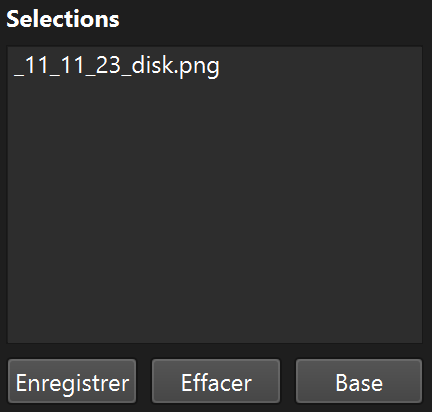 Selections
_11_11_23_disk.png
Enregistrer
Effacer
Base